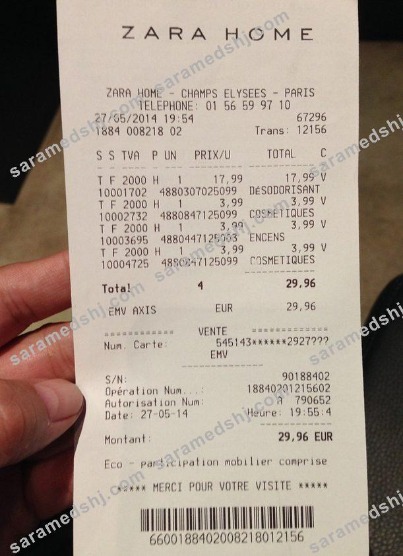 ZARA HOME
ZARA HOME - CHAMPS ELYSEES - PARIS
TELEPHONE: 01 56 59 97 10
27/05/2014 19:54 67296
1884 008218 02 Trans: 12156
S S TVA P UN PRIX/U TOTAL C
T F 2000 H 1 17,99 17,99 V
10001702 4880307025099 DESODORISANT
T F 2000 H 1 3,99 3,99 V
10002732 4880847125099 COSMETIQUES
T F 2000 H 1 3,99 3,99 V
10003695 ENCENS
T F 2000 H 1 3,99 3,99 V
10004725 4880847125099 COSMETIQUES
Total 4 29,96
EMV AXIS EUR 29,96
============ VENTE ============
Num. Carte: 545143******2927???
EMV
S/N: 90188402
Opération Num...: 18840201215602
Autorisation Num: A 790652
Date: 27-05-14 Heure: 19:55:4
Montant: 29,96 EUR
Eco - participation mobilier comprise
***** MERCI POUR VOTRE VISITE *****
6600188402008218012156
saramedshj.com